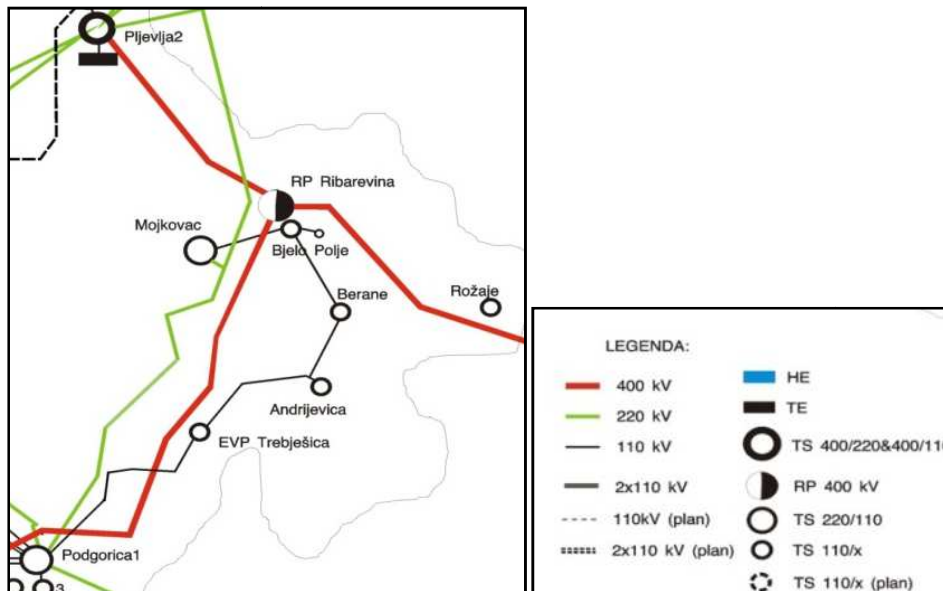 Pljevlja2
RP Ribarevina
Mojkovac
Bjelo Polje
Berane
Rožaje
Andrijevica
EVP Trebješica
Podgorica1
3
LEGENDA:
400 kV
220 kV
110 kV
2x110 kV
110kV (plan)
2x110 kV (plan)
HE
TE
TS 400/220&400/110
RP 400 kV
TS 220/110
TS 110/x
TS 110/x (plan)